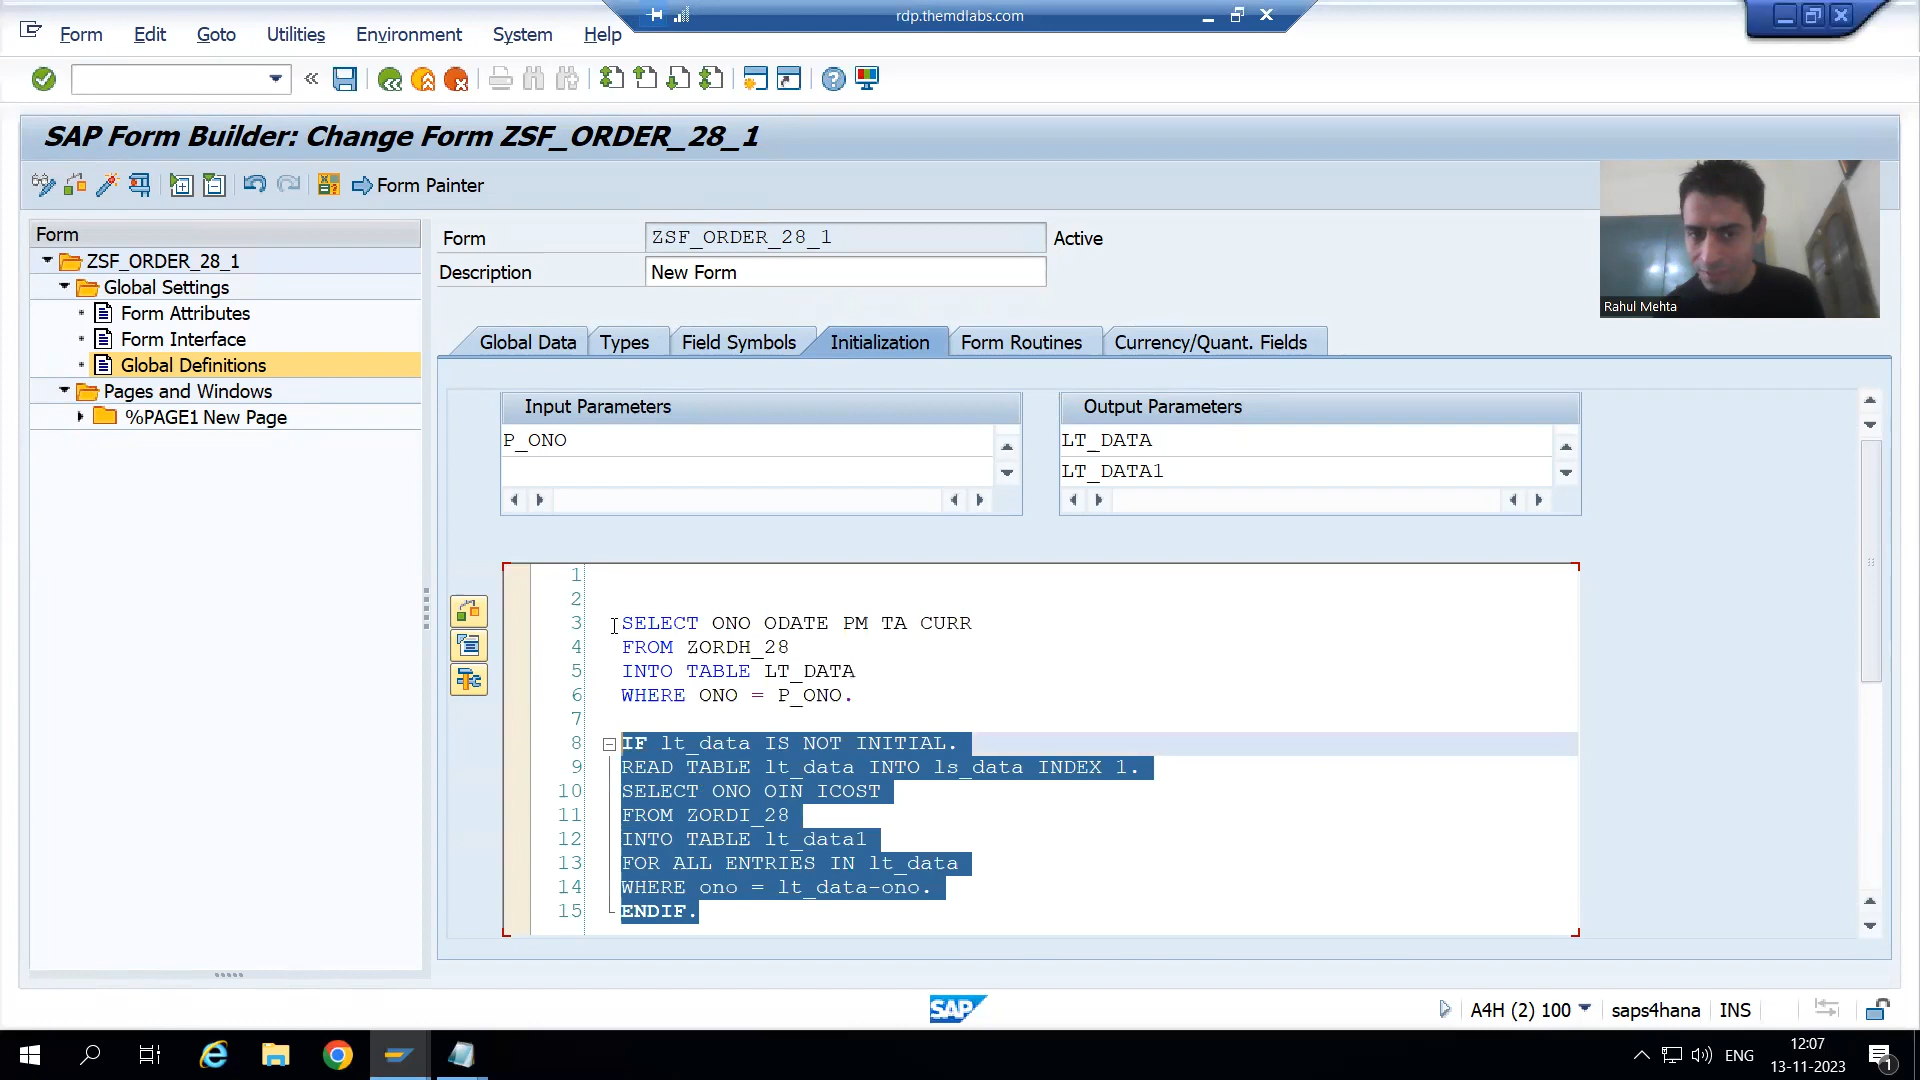 rdp.themdlabs.com
Form Edit Goto Utilities Environment System Help
SAP Form Builder: Change Form ZSF_ORDER_28_1
Form Painter
Form
ZSF_ORDER_28_1
Global Settings
Form Attributes
Form Interface
Global Definitions
Pages and Windows
%PAGE1 New Page
Form ZSF_ORDER_28_1 Active
Description New Form
Rahul Mehta
Global Data Types Field Symbols Initialization Form Routines Currency/Quant. Fields
Input Parameters Output Parameters
P_ONO LT_DATA
LT_DATA1
1
2
3 SELECT ONO ODATE PM TA CURR
4 FROM ZORDH_28
5 INTO TABLE LT_DATA
6 WHERE ONO = P_ONO.
7
8 IF lt_data IS NOT INITIAL.
9 READ TABLE lt_data INTO ls_data INDEX 1.
10 SELECT ONO OIN ICOST
11 FROM ZORDI_28
12 INTO TABLE lt_data1
13 FOR ALL ENTRIES IN lt_data
14 WHERE ono = lt_data-ono.
15 ENDIF.
SAP
A4H (2) 100 saps4hana INS
ENG
12:07
13-11-2023
1